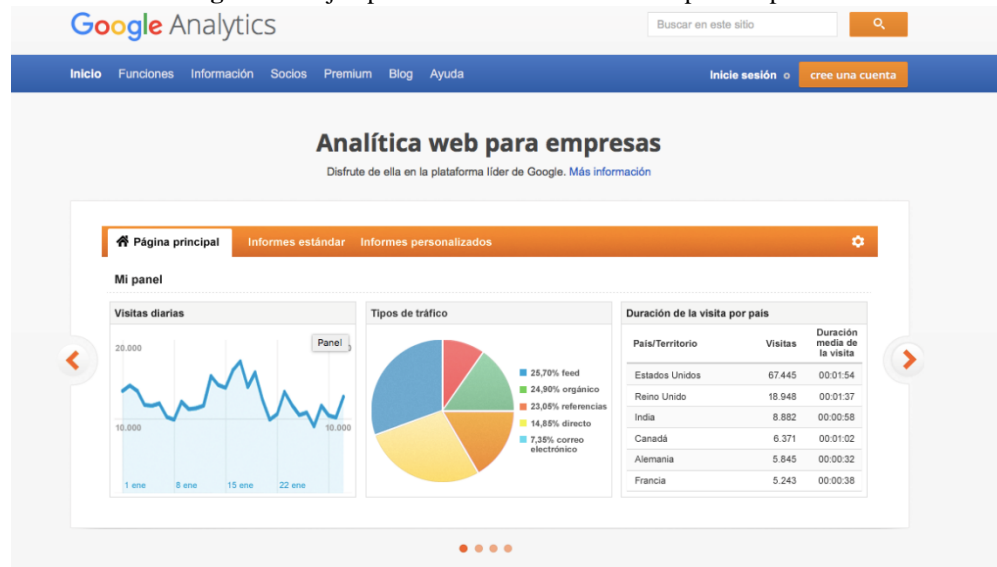 Google Analytics
Buscar en este sitio
Inicio Funciones Información Socios Premium Blog Ayuda
Inicie sesión o cree una cuenta
Analítica web para empresas
Disfrute de ella en la plataforma líder de Google. Más información
Página principal Informes estándar Informes personalizados
Mi panel
Visitas diarias
20.000
Panel
10.000
10.000
1 ene 8 ene 15 ene 22 ene
Tipos de tráfico
25,70% feed
24,90% orgánico
23,05% referencias
14,85% directo
7,35% correo
electrónico
Duración de la visita por país
País/Territorio Visitas Duración
media de
la visita
Estados Unidos 67.445 00:01:54
Reino Unido 18.948 00:01:37
India 8.882 00:00:58
Canadá 6.371 00:01:02
Alemania 5.845 00:00:32
Francia 5.243 00:00:38